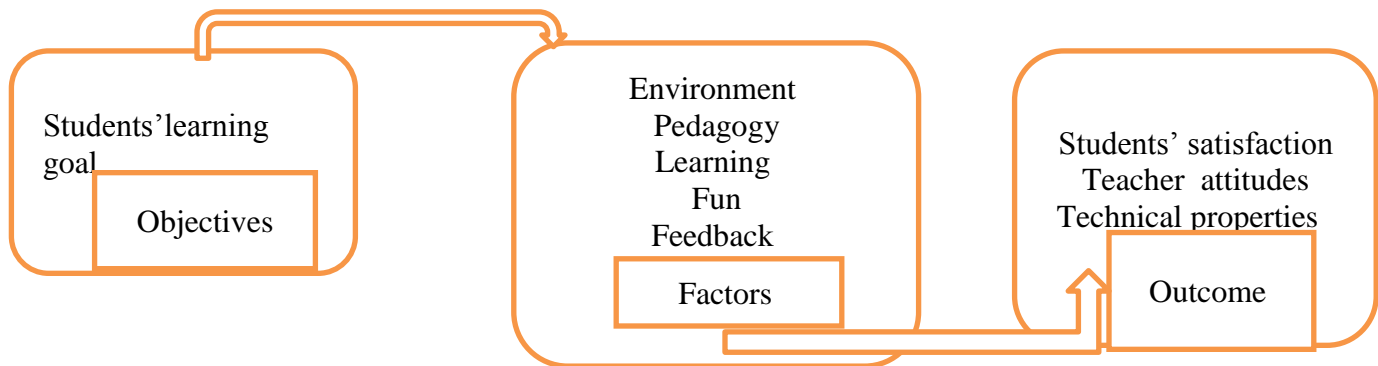 Students’learning
goal
Objectives
Environment
Pedagogy
Learning
Fun
Feedback
Factors
Students’ satisfaction
Teacher attitudes
Technical properties
Outcome